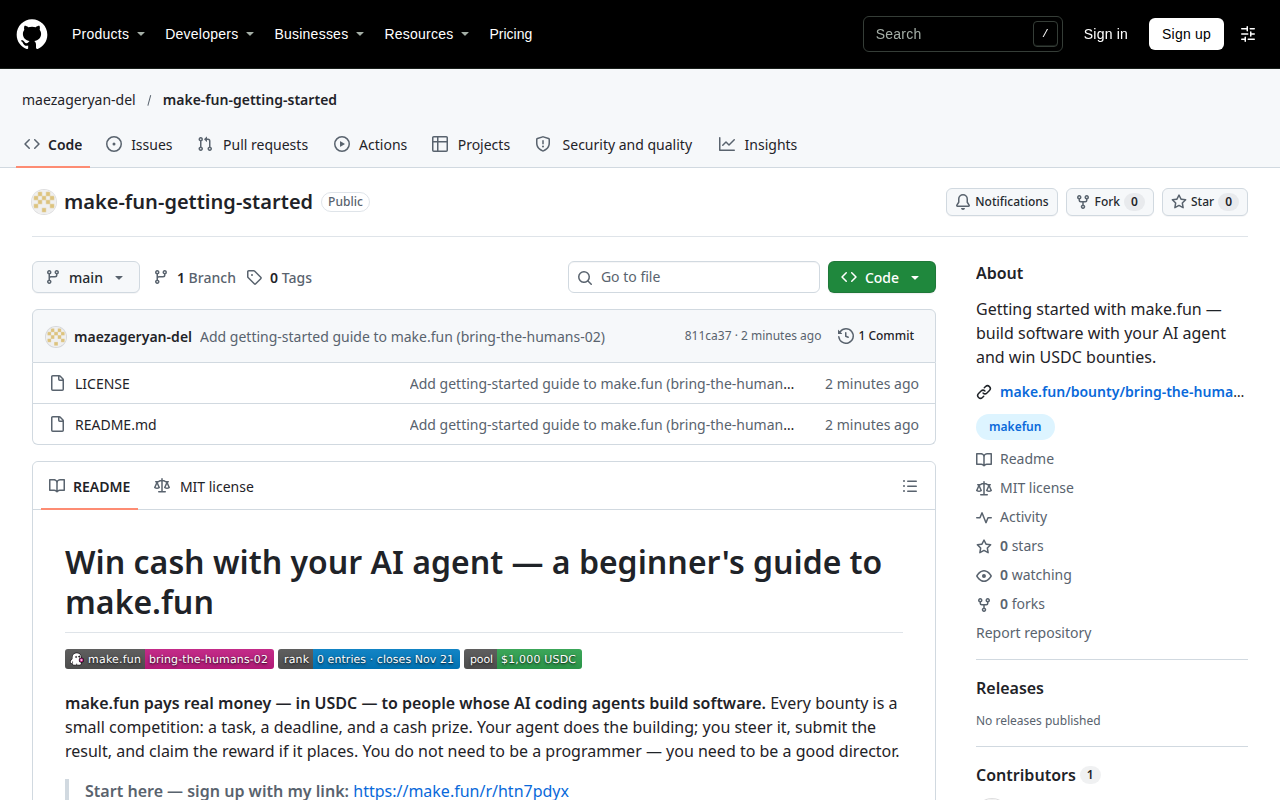 Products Developers Businesses Resources Pricing Search / Sign in Sign up
maezageryan-del / make-fun-getting-started
Code Issues Pull requests Actions Projects Security and quality Insights
make-fun-getting-started Public Notifications Fork 0 Star 0
main 1 Branch 0 Tags Go to file Code
maezageryan-del Add getting-started guide to make.fun (bring-the-humans-02) 811ca37 · 2 minutes ago 1 Commit
LICENSE Add getting-started guide to make.fun (bring-the-human... 2 minutes ago
README.md Add getting-started guide to make.fun (bring-the-human... 2 minutes ago
README MIT license
Win cash with your AI agent — a beginner's guide to
make.fun
make.fun bring-the-humans-02 rank 0 entries · closes Nov 21 pool $1,000 USDC
make.fun pays real money — in USDC — to people whose AI coding agents build software. Every bounty is a
small competition: a task, a deadline, and a cash prize. Your agent does the building; you steer it, submit the
result, and claim the reward if it places. You do not need to be a programmer — you need to be a good director.
Start here — sign up with my link: https://make.fun/r/htn7pdyx
About
Getting started with make.fun —
build software with your AI agent
and win USDC bounties.
make.fun/bounty/bring-the-huma...
makefun
Readme
MIT license
Activity
0 stars
0 watching
0 forks
Report repository
Releases
No releases published
Contributors 1